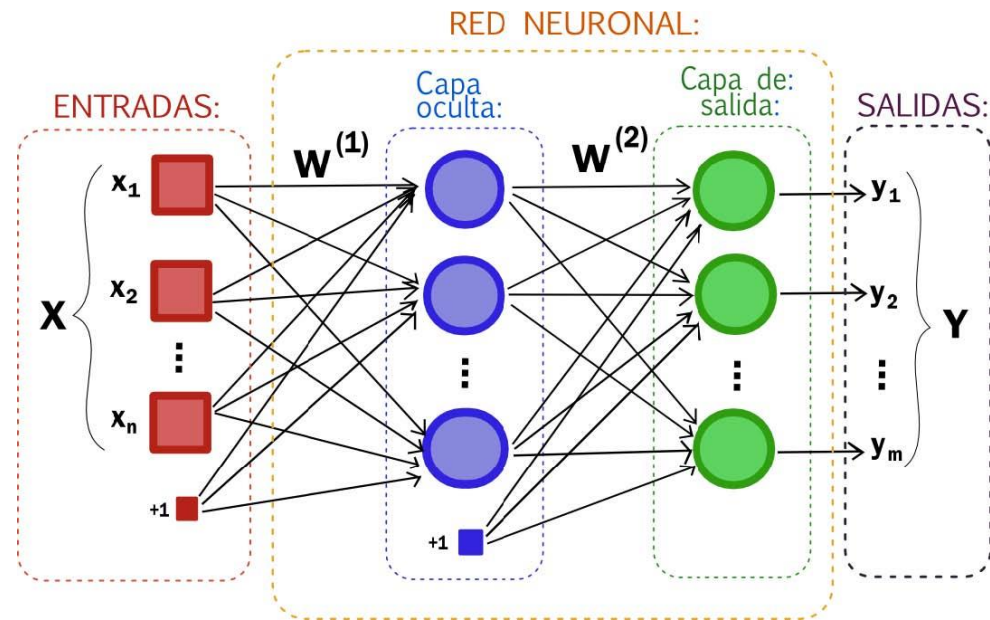 RED NEURONAL:
ENTRADAS:
Capa
oculta:
Capa de:
salida:
SALIDAS:
W(1)
W(2)
x1
x2
⋮
xn
+1
X
⋮
+1
⋮
y1
y2
⋮
ym
Y